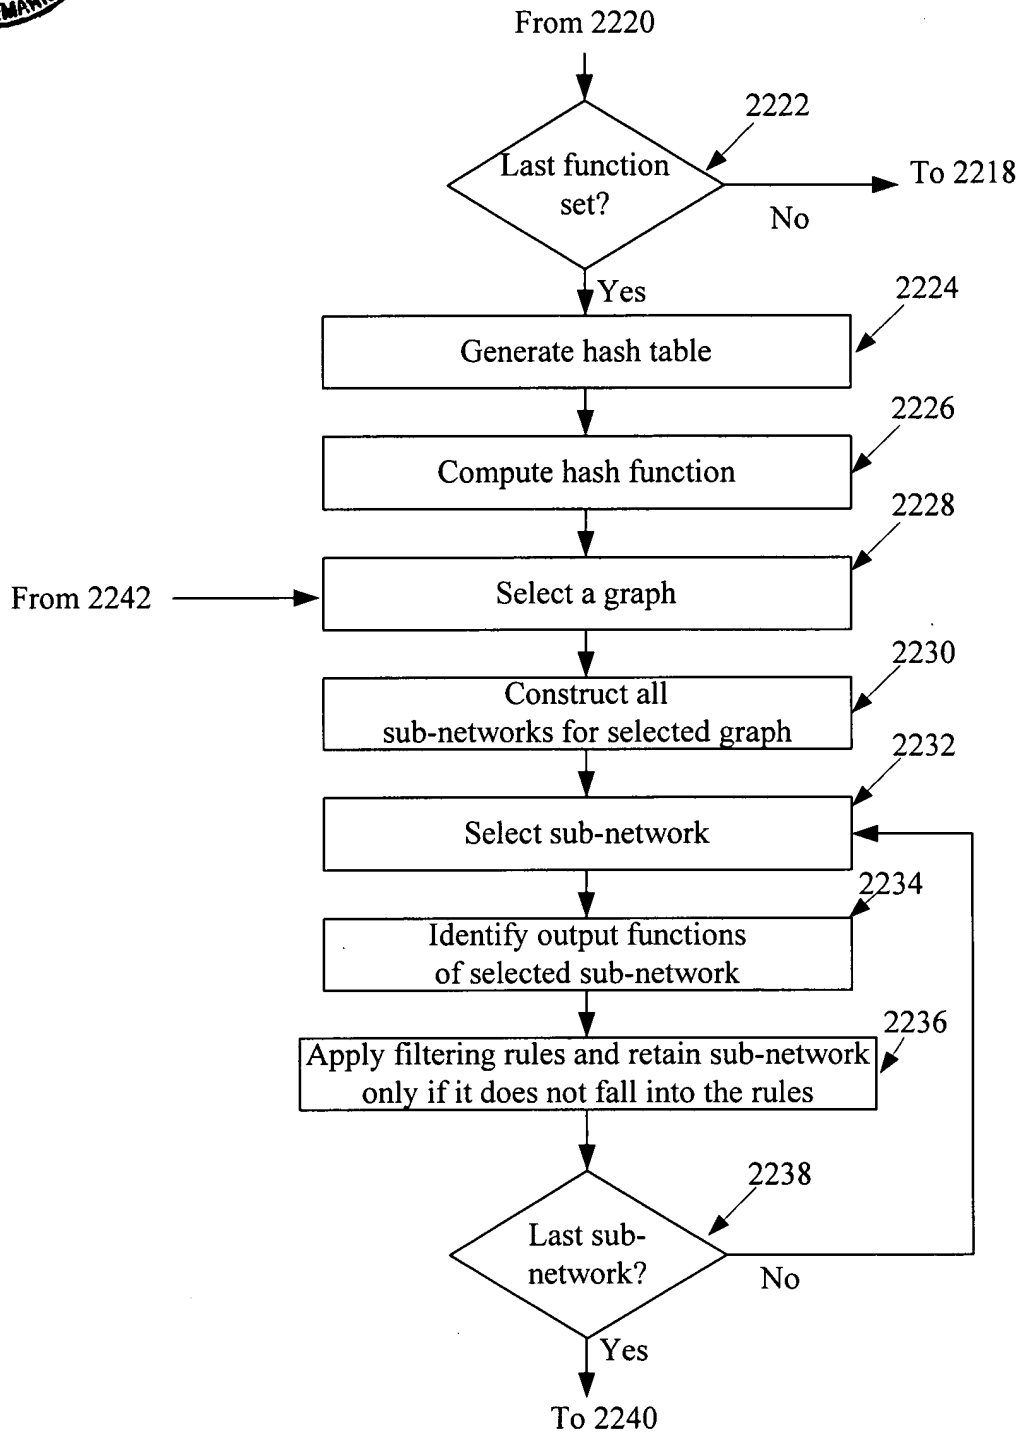 From 2220
2222
Last function
set?
To 2218
No
Yes
2224
Generate hash table
2226
Compute hash function
2228
From 2242
Select a graph
2230
Construct all
sub-networks for selected graph
2232
Select sub-network
2234
Identify output functions
of selected sub-network
2236
Apply filtering rules and retain sub-network
only if it does not fall into the rules
2238
Last sub-
network?
No
Yes
To 2240